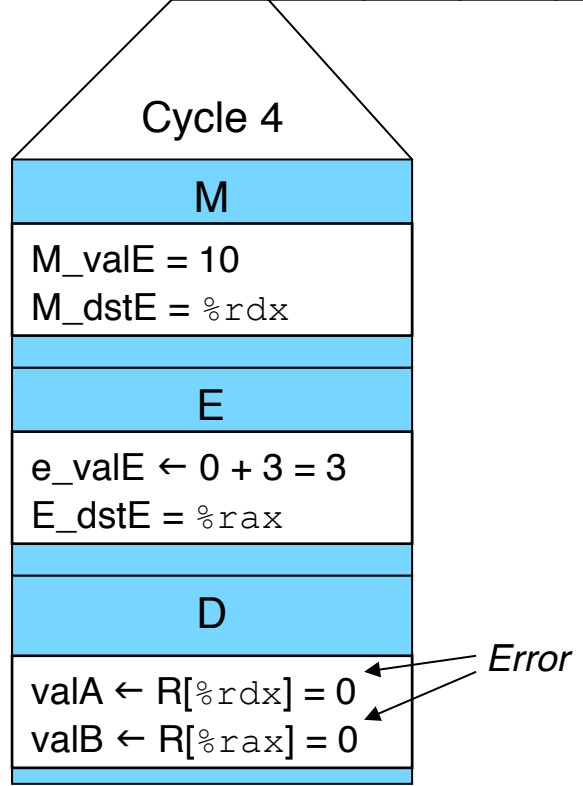 Cycle 4
M
M_valE = 10
M_dstE = %rdx
E
e_valE ← 0 + 3 = 3
E_dstE = %rax
D
Error
valA ← R[%rdx] = 0
valB ← R[%rax] = 0